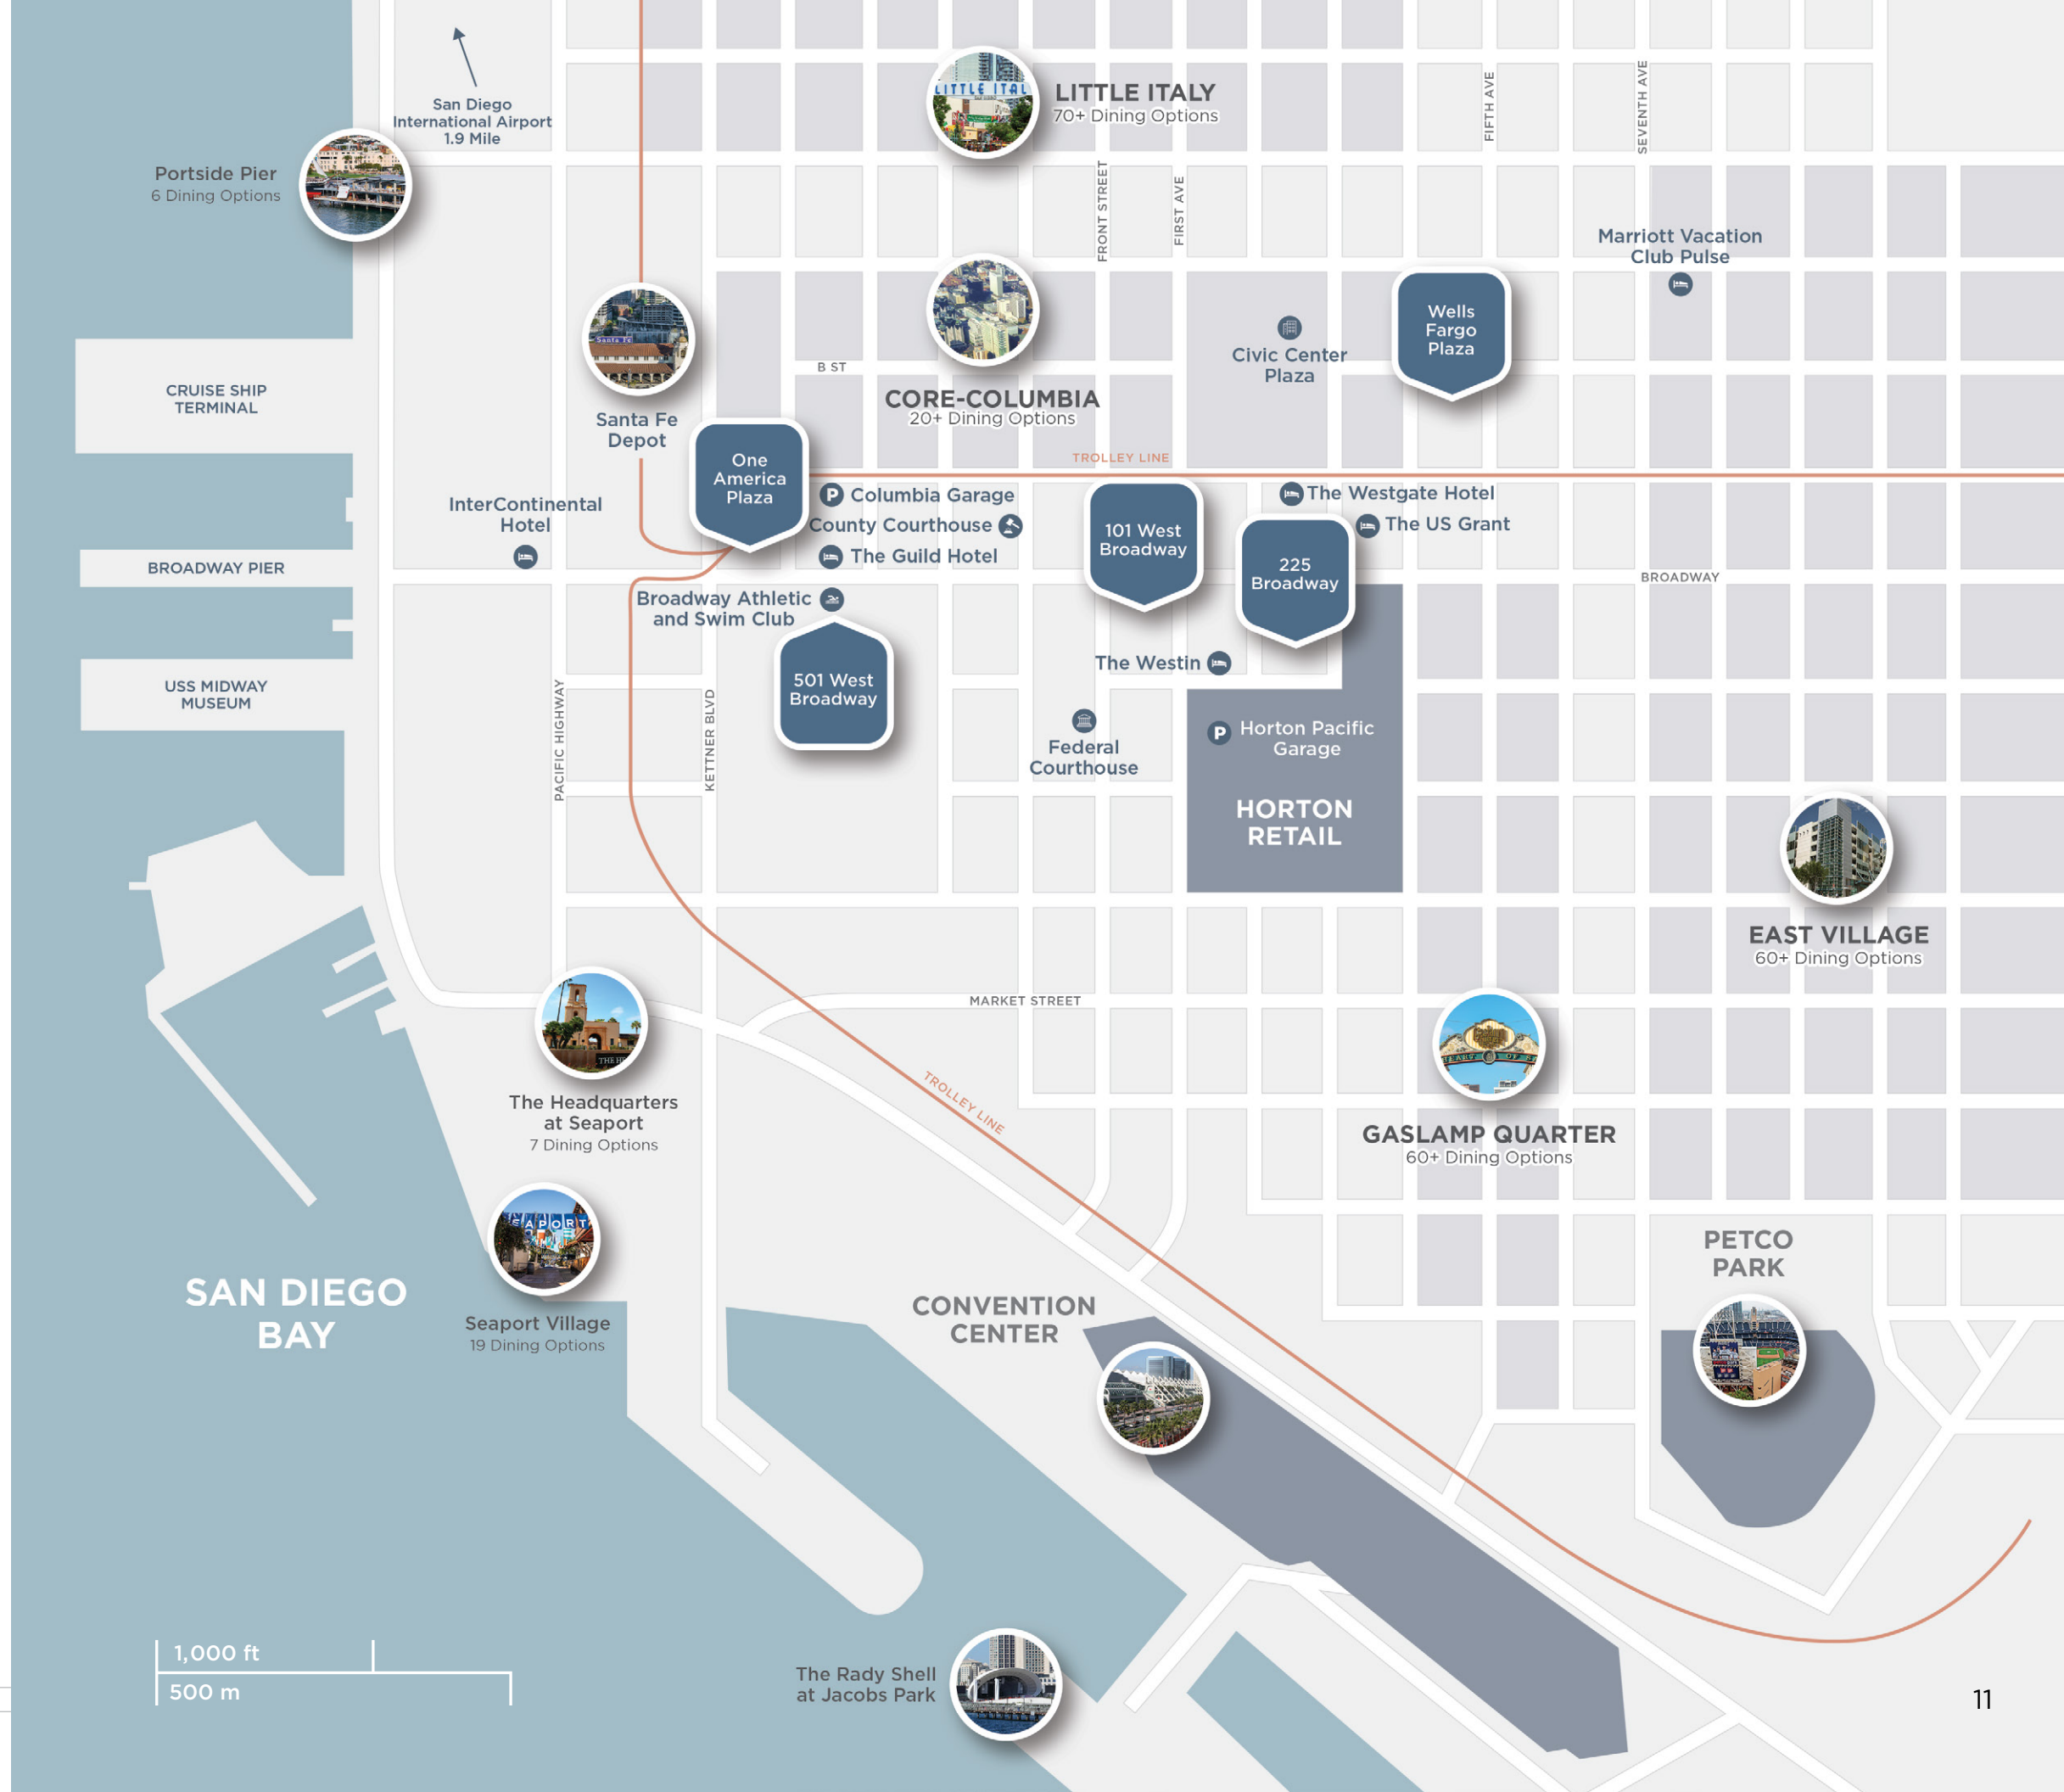 San Diego
International Airport
1.9 Mile
LITTLE ITAL
LITTLE ITALY
70+ Dining Options
FIFTH AVE
SEVENTH AVE
Portside Pier
6 Dining Options
FRONT STREET
FIRST AVE
Marriott Vacation
Club Pulse
Wells
Fargo
Plaza
Santa Fe
Civic Center
Plaza
B ST
CRUISE SHIP
TERMINAL
CORE-COLUMBIA
20+ Dining Options
Santa Fe
Depot
TROLLEY LINE
One
America
Plaza
InterContinental
Hotel
P Columbia Garage
County Courthouse
The Guild Hotel
101 West
Broadway
The Westgate Hotel
The US Grant
225
Broadway
BROADWAY
BROADWAY PIER
Broadway Athletic
and Swim Club
501 West
Broadway
The Westin
USS MIDWAY
MUSEUM
PACIFIC HIGHWAY
KETTNER BLVD
Federal
Courthouse
P Horton Pacific
Garage
HORTON
RETAIL
EAST VILLAGE
60+ Dining Options
MARKET STREET
THE HE
The Headquarters
at Seaport
7 Dining Options
TROLLEY LINE
GASLAMP QUARTER
60+ Dining Options
EAPORT
Seaport Village
19 Dining Options
SAN DIEGO
BAY
CONVENTION
CENTER
PETCO
PARK
1,000 ft
500 m
The Rady Shell
at Jacobs Park
11